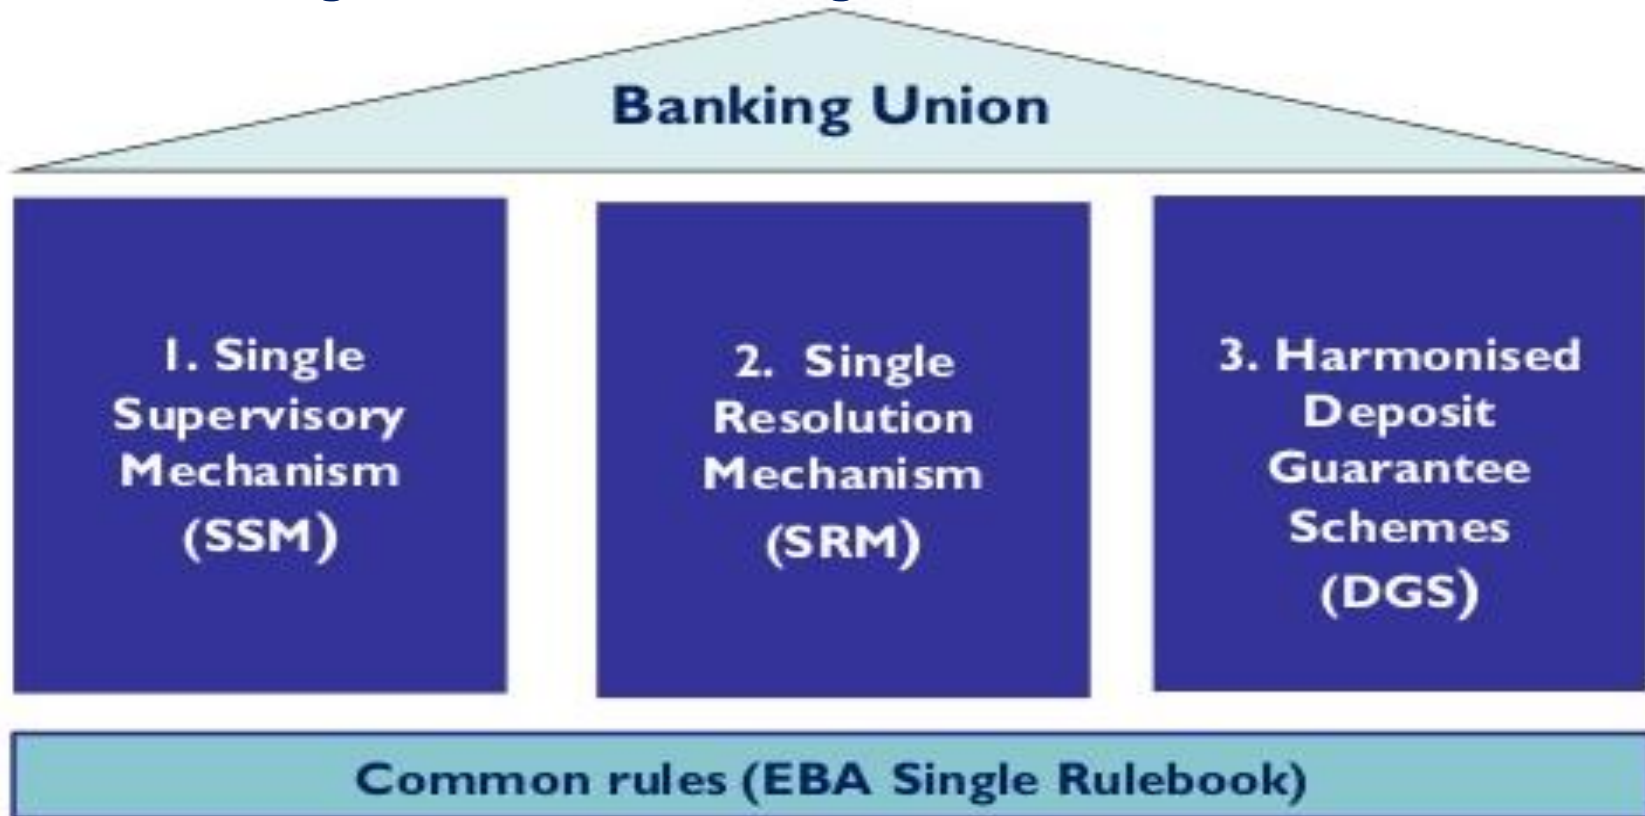 Banking Union
1. Single
Supervisory
Mechanism
(SSM)
2. Single
Resolution
Mechanism
(SRM)
3. Harmonised
Deposit
Guarantee
Schemes
(DGS)
Common rules (EBA Single Rulebook)